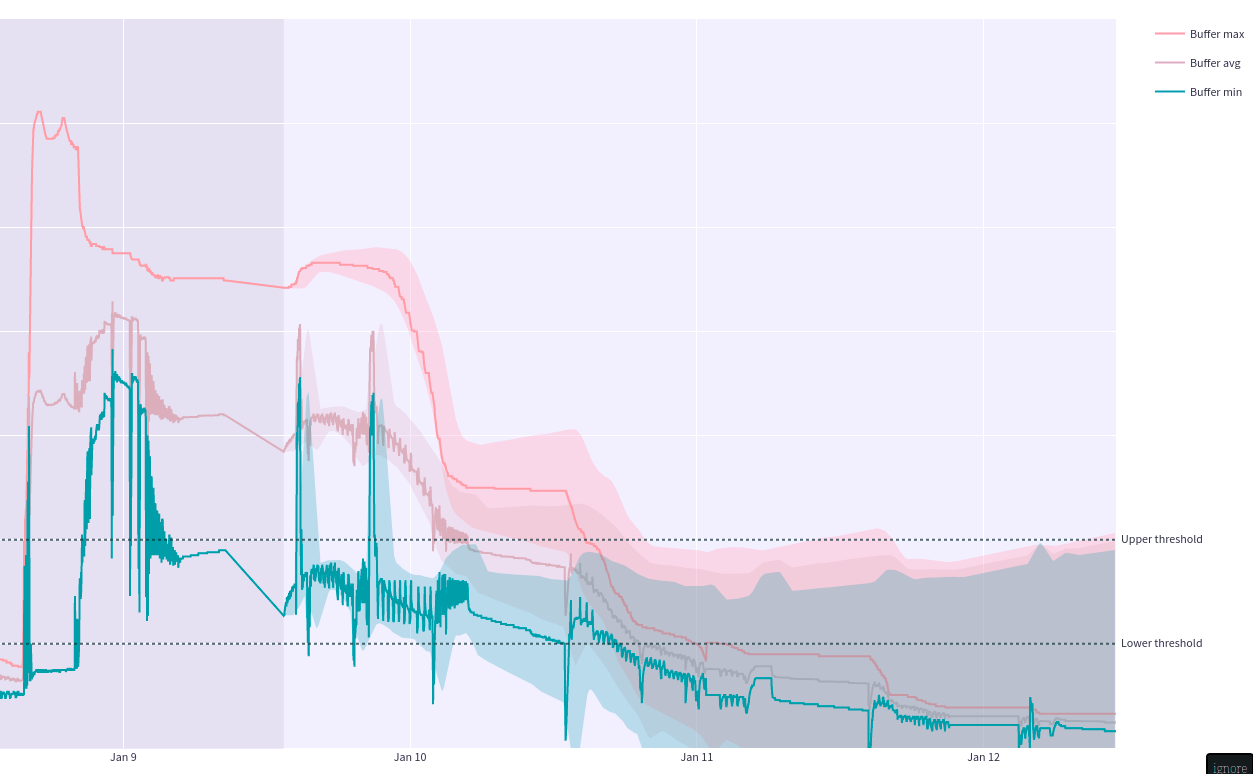 Buffer max
Buffer avg
Buffer min
Upper threshold
Lower threshold
Jan 9
Jan 10
Jan 11
Jan 12
ignore